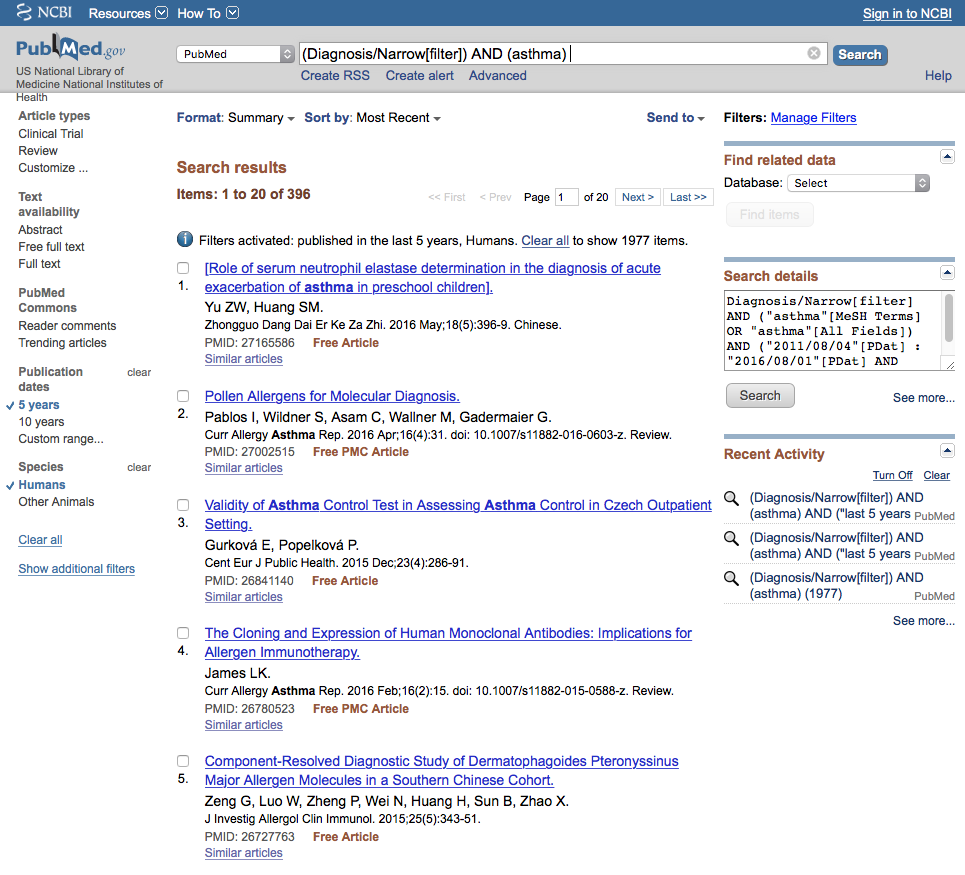 NCBI Resources How To Sign in to NCBI
PubMed.gov
US National Library of
Medicine National Institutes of
Health
PubMed
(Diagnosis/Narrow[filter]) AND (asthma)
Search
Create RSS Create alert Advanced
Help
Article types
Clinical Trial
Review
Customize ...
Text
availability
Abstract
Free full text
Full text
PubMed
Commons
Reader comments
Trending articles
Publication clear
dates
5 years
10 years
Custom range...
Species clear
Humans
Other Animals
Clear all
Show additional filters
Format: Summary Sort by: Most Recent Send to
Search results
Items: 1 to 20 of 396
<< First < Prev Page 1 of 20 Next > Last >>
Filters activated: published in the last 5 years, Humans. Clear all to show 1977 items.
[Role of serum neutrophil elastase determination in the diagnosis of acute
1. exacerbation of asthma in preschool children].
Yu ZW, Huang SM.
Zhongguo Dang Dai Er Ke Za Zhi. 2016 May;18(5):396-9. Chinese.
PMID: 27165586 Free Article
Similar articles
Pollen Allergens for Molecular Diagnosis.
2. Pablos I, Wildner S, Asam C, Wallner M, Gadermaier G.
Curr Allergy Asthma Rep. 2016 Apr;16(4):31. doi: 10.1007/s11882-016-0603-z. Review.
PMID: 27002515 Free PMC Article
Similar articles
Validity of Asthma Control Test in Assessing Asthma Control in Czech Outpatient
3. Setting.
Gurková E, Popelková P.
Cent Eur J Public Health. 2015 Dec;23(4):286-91.
PMID: 26841140 Free Article
Similar articles
The Cloning and Expression of Human Monoclonal Antibodies: Implications for
4. Allergen Immunotherapy.
James LK.
Curr Allergy Asthma Rep. 2016 Feb;16(2):15. doi: 10.1007/s11882-015-0588-z. Review.
PMID: 26780523 Free PMC Article
Similar articles
Component-Resolved Diagnostic Study of Dermatophagoides Pteronyssinus
5. Major Allergen Molecules in a Southern Chinese Cohort.
Zeng G, Luo W, Zheng P, Wei N, Huang H, Sun B, Zhao X.
J Investig Allergol Clin Immunol. 2015;25(5):343-51.
PMID: 26727763 Free Article
Similar articles
Filters: Manage Filters
Find related data
Database: Select
Find items
Search details
Diagnosis/Narrow[filter]
AND ("asthma"[MeSH Terms]
OR "asthma"[All Fields])
AND ("2011/08/04"[PDat] :
"2016/08/01"[PDat] AND
Search See more...
Recent Activity
Turn Off Clear
(Diagnosis/Narrow[filter]) AND
(asthma) AND ("last 5 years PubMed
(Diagnosis/Narrow[filter]) AND
(asthma) AND ("last 5 years PubMed
(Diagnosis/Narrow[filter]) AND
(asthma) (1977) PubMed
See more...